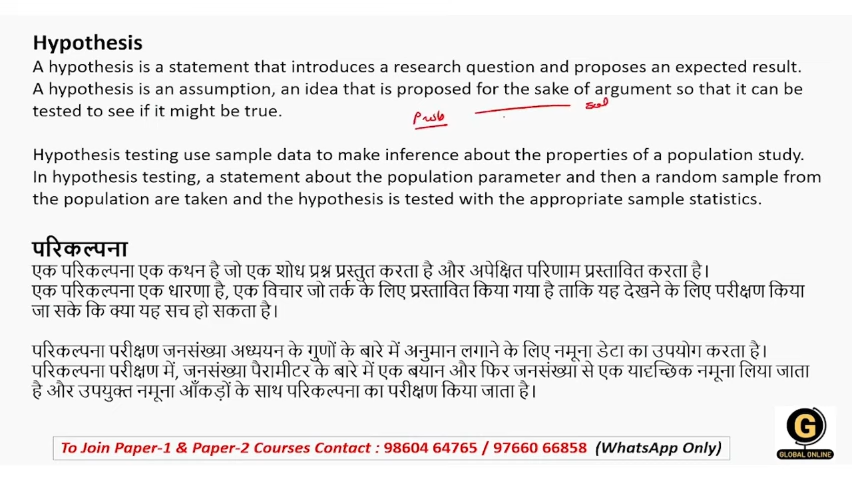 Hypothesis
A hypothesis is a statement that introduces a research question and proposes an expected result.
A hypothesis is an assumption, an idea that is proposed for the sake of argument so that it can be
tested to see if it might be true.
Prob
Hypothesis testing use sample data to make inference about the properties of a population study.
In hypothesis testing, a statement about the population parameter and then a random sample from
the population are taken and the hypothesis is tested with the appropriate sample statistics.
परिकल्पना
एक परिकल्पना एक कथन है जो एक शोध प्रश्न प्रस्तुत करता है और अपेक्षित परिणाम प्रस्तावित करता है।
एक परिकल्पना एक धारणा है, एक विचार जो तर्क के लिए प्रस्तावित किया गया है ताकि यह देखने के लिए परीक्षण किया
जा सके कि क्या यह सच हो सकता है।
परिकल्पना परीक्षण जनसंख्या अध्ययन के गुणों के बारे में अनुमान लगाने के लिए नमूना डेटा का उपयोग करता है।
परिकल्पना परीक्षण में, जनसंख्या पैरामीटर के बारे में एक बयान और फिर जनसंख्या से एक यादृच्छिक नमूना लिया जाता
है और उपयुक्त नमूना आँकड़ों के साथ परिकल्पना का परीक्षण किया जाता है।
To Join Paper-1 & Paper-2 Courses Contact : 98604 64765 / 97660 66858 (WhatsApp Only)
G
GLOBAL ONLINE